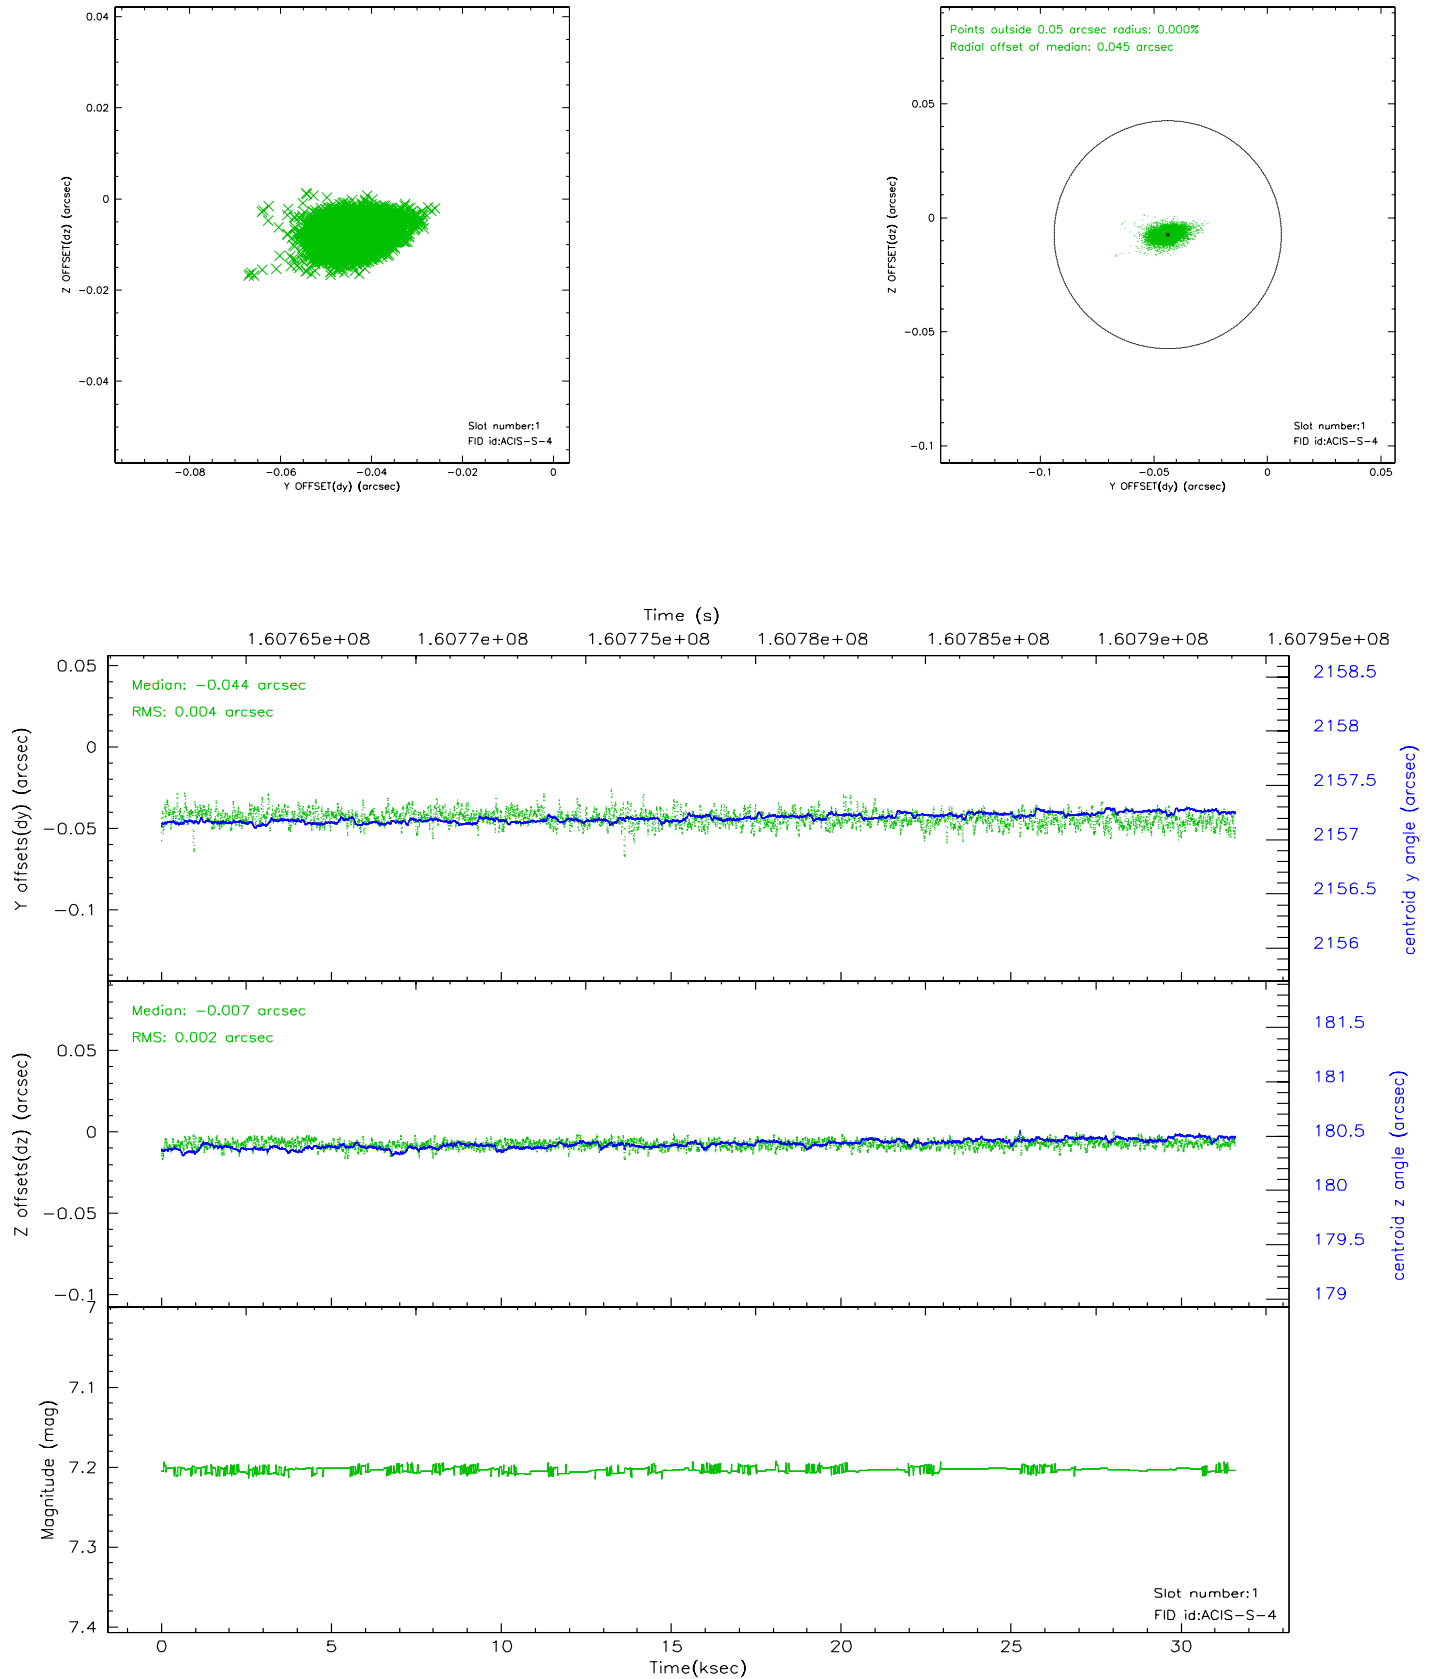 0.04
0.02
0
−0.02
−0.04
Z OFFSET(dz) (arcsec)
Slot number:1
FID id:ACIS−S−4
−0.08
−0.06
−0.04
−0.02
0
Y OFFSET(dy) (arcsec)
Points outside 0.05 arcsec radius: 0.000%
Radial offset of median: 0.045 arcsec
0.05
0
−0.05
−0.1
Z OFFSET(dz) (arcsec)
Slot number:1
FID id:ACIS−S−4
−0.1
−0.05
0
0.05
Y OFFSET(dy) (arcsec)
Time (s)
1.60765e+08
1.6077e+08
1.60775e+08
1.6078e+08
1.60785e+08
1.6079e+08
1.60795e+08
0.05
0
−0.05
−0.1
Y offsets(dy) (arcsec)
Median: −0.044 arcsec
RMS: 0.004 arcsec
2158.5
2158
2157.5
2157
2156.5
2156
centroid y angle (arcsec)
0.05
0
−0.05
−0.1
Z offsets(dz) (arcsec)
Median: −0.007 arcsec
RMS: 0.002 arcsec
181.5
181
180.5
180
179.5
179
centroid z angle (arcsec)
7
7.1
7.2
7.3
7.4
Magnitude (mag)
Slot number:1
FID id:ACIS−S−4
0
5
10
15
20
25
30
Time(ksec)